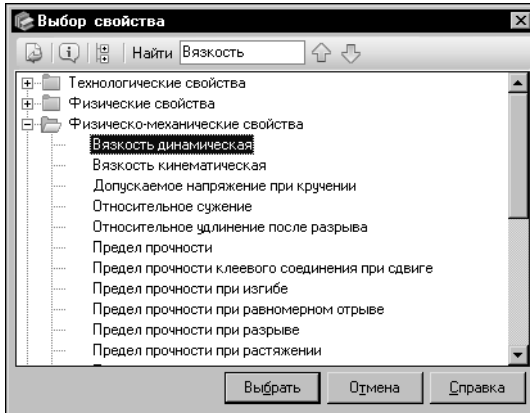 Выбор свойства
Найти Вязкость
Технологические свойства
Физические свойства
Физическо-механические свойства
Вязкость динамическая
Вязкость кинематическая
Допускаемое напряжение при кручении
Относительное сужение
Относительное удлинение после разрыва
Предел прочности
Предел прочности клеевого соединения при сдвиге
Предел прочности при изгибе
Предел прочности при равномерном отрыве
Предел прочности при разрыве
Предел прочности при растяжении
Выбрать Отмена Справка